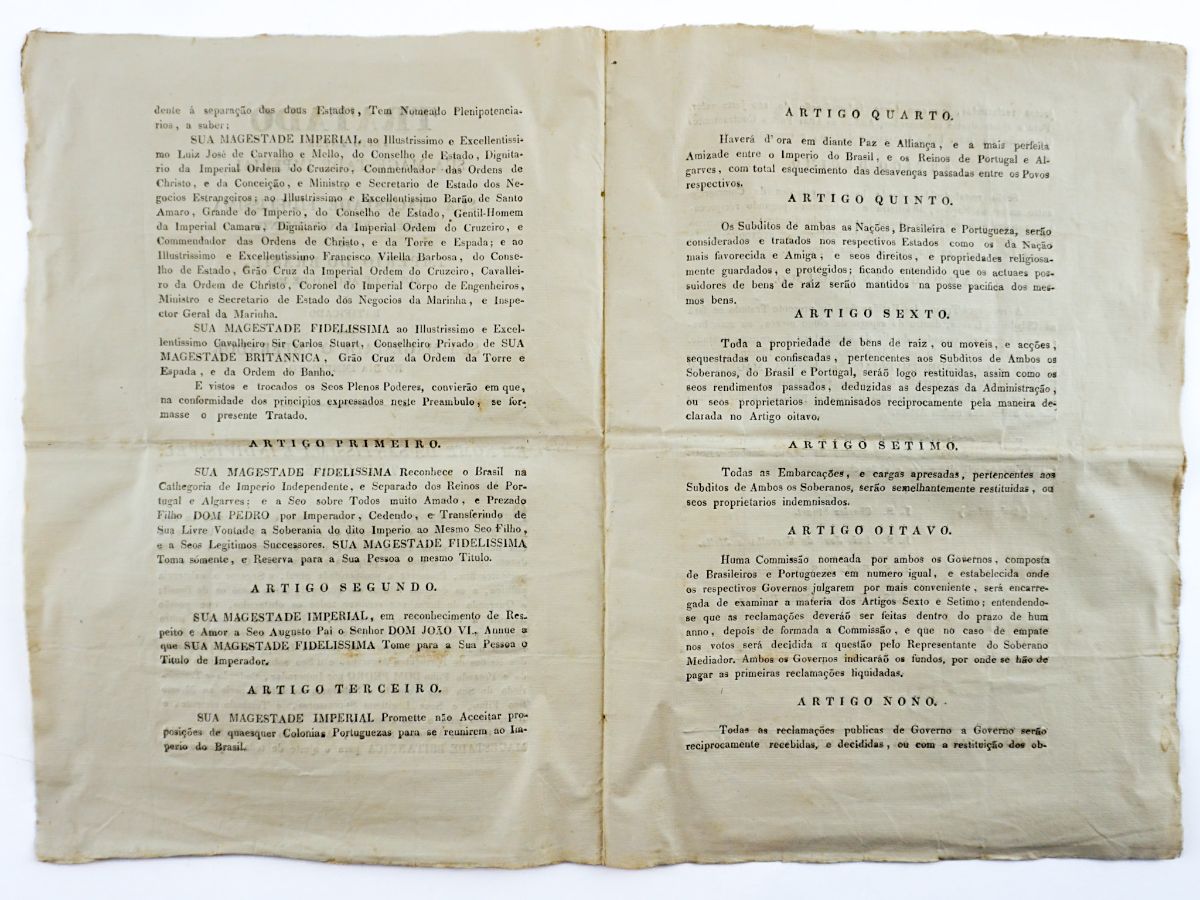 dente á separação dos dous Estados, Tem Nomeado Plenipotencia-
rios, a saber:
SUA MAGESTADE IMPERIAL ao Illustrissimo e Excellentissi-
mo Luiz José de Carvalho e Mello, do Conselho de Estado, Dignita-
rio da Imperial Ordem do Cruzeiro, Commendador das Ordens de
Christo, e da Conceição, e Ministro e Secretario de Estado dos Ne-
gocios Estrangeiros; ao Illustrissimo e Excellentissimo Barão de Santo
Amaro, Grande do Imperio, do Conselho de Estado, Gentil-Homem
da Imperial Camara, Dignitario da Imperial Ordem do Cruzeiro, e
Commendador das Ordens de Christo, e da Torre e Espada; e ao
Illustrissimo e Excellentissimo Francisco Vilella Barbosa, do Conse-
lho de Estado, Grão Cruz da Imperial Ordem do Cruzeiro, Cavallei-
ro da Ordem de Christo, Coronel do Imperial Corpo de Engenheiros,
Ministro e Secretario de Estado dos Negocios da Marinha, e Inspe-
ctor Geral da Marinha.
SUA MAGESTADE FIDELISSIMA ao Illustrissimo e Excel-
lentissimo Cavalheiro Sir Carlos Stuart, Conselheiro Privado de SUA
MAGESTADE BRITANNICA, Grão Cruz da Ordem da Torre e
Espada, e da Ordem do Banho.
E vistos e trocados os Seos Plenos Poderes, convierão em que,
na conformidade dos principios expressados neste Preambulo, se for-
masse o presente Tratado.
ARTIGO PRIMEIRO.
SUA MAGESTADE FIDELISSIMA Reconhece o Brasil na
Cathegoria de Imperio Independente, e Separado dos Reinos de Por-
tugal e Algarves; e a Seo sobre Todos muito Amado, e Prezado
Filho DOM PEDRO por Imperador, Cedendo, e Transferindo de
Sua Livre Vontade a Soberania do dito Imperio ao Mesmo Seo Filho,
e a Seos Legitimos Successores. SUA MAGESTADE FIDELISSIMA
Toma sómente, e Reserva para a Sua Pessoa o mesmo Titulo.
ARTIGO SEGUNDO.
SUA MAGESTADE IMPERIAL, em reconhecimento de Res-
peito e Amor a Seo Augusto Pai o Senhor DOM JOÃO VI., Annue a
que SUA MAGESTADE FIDELISSIMA Tome para a Sua Pessoa o
Titulo de Imperador.
ARTIGO TERCEIRO.
SUA MAGESTADE IMPERIAL Promette não Acceitar pro-
posições de quaesquer Colonias Portuguezas para se reunirem ao Im-
perio do Brasil.
ARTIGO QUARTO.
Haverá d'ora em diante Paz e Alliança, e a mais perfeita
Amizade entre o Imperio do Brasil, e os Reinos de Portugal e Al-
garves, com total esquecimento das desavenças passadas entre os Povos
respectivos.
ARTIGO QUINTO.
Os Subditos de ambas as Nações, Brasileira e Portugueza, serão
considerados e tratados nos respectivos Estados como os da Nação
mais favorecida e Amiga; e seos direitos, e propriedades religiosa-
mente guardados, e protegidos; ficando entendido que os actuaes pos-
suidores de bens de raiz serão mantidos na posse pacifica dos mes-
mos bens.
ARTIGO SEXTO.
Toda a propriedade de bens de raiz, ou moveis, e acções,
sequestradas ou confiscadas, pertencentes aos Subditos de Ambos os
Soberanos, do Brasil e Portugal, seráõ logo restituidas, assim como os
seos rendimentos passados, deduzidas as despezas da Administração,
ou seos proprietarios indemnisados reciprocamente pela maneira de-
clarada no Artigo oitavo.
ARTIGO SETIMO.
Todas as Embarcações, e cargas apresadas, pertencentes aos
Subditos de Ambos os Soberanos, serão semelhantemente restituidas, ou
seos proprietarios indemnisados.
ARTIGO OITAVO.
Huma Commissão nomeada por ambos os Governos, composta
de Brasileiros e Portuguezes em numero igual, e estabelecida onde
os respectivos Governos julgarem por mais conveniente, será encarre-
gada de examinar a materia dos Artigos Sexto e Setimo; entendendo-
se que as reclamações deveráõ ser feitas dentro do prazo de hum
anno, depois de formada a Commissão, e que no caso de empate
nos votos será decidida a questão pelo Representante do Soberano
Mediador. Ambos os Governos indicaráõ os fundos, por onde se hão de
pagar as primeiras reclamações liquidadas.
ARTIGO NONO.
Todas as reclamações publicas de Governo a Governo serão
reciprocamente recebidas, e decididas, ou com a restituição dos ob-